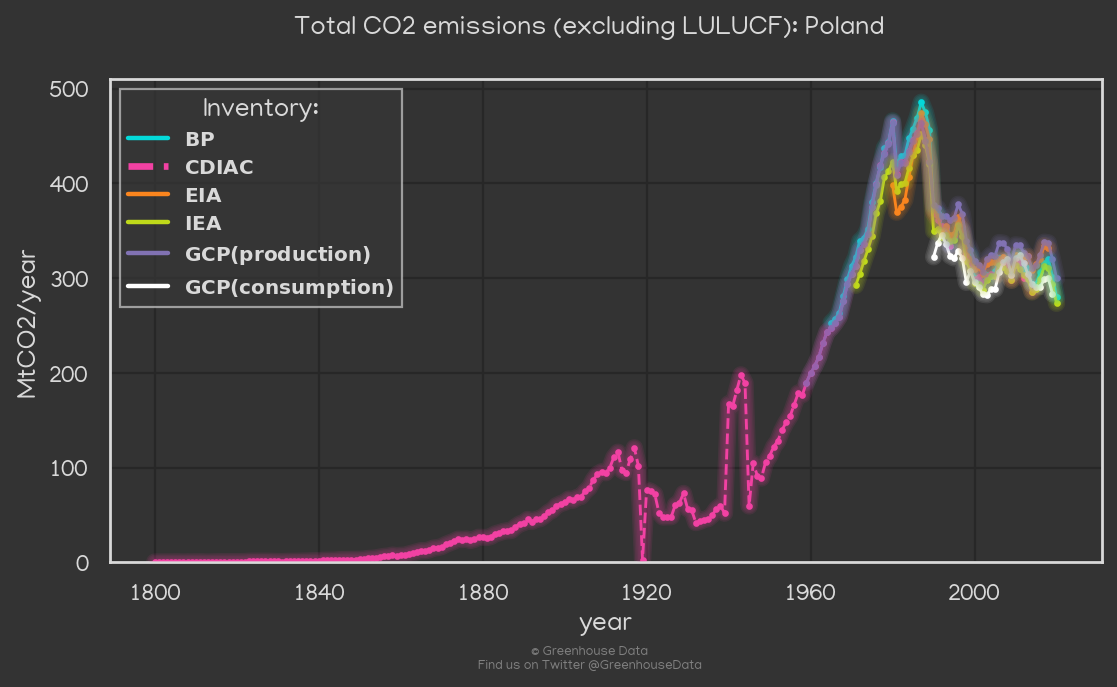 Total CO2 emissions (excluding LULUCF): Poland
500
400
300
200
100
0
MtCO2/year
Inventory:
BP
CDIAC
EIA
IEA
GCP(production)
GCP(consumption)
1800 1840 1880 1920 1960 2000
year
© Greenhouse Data
Find us on Twitter @GreenhouseData